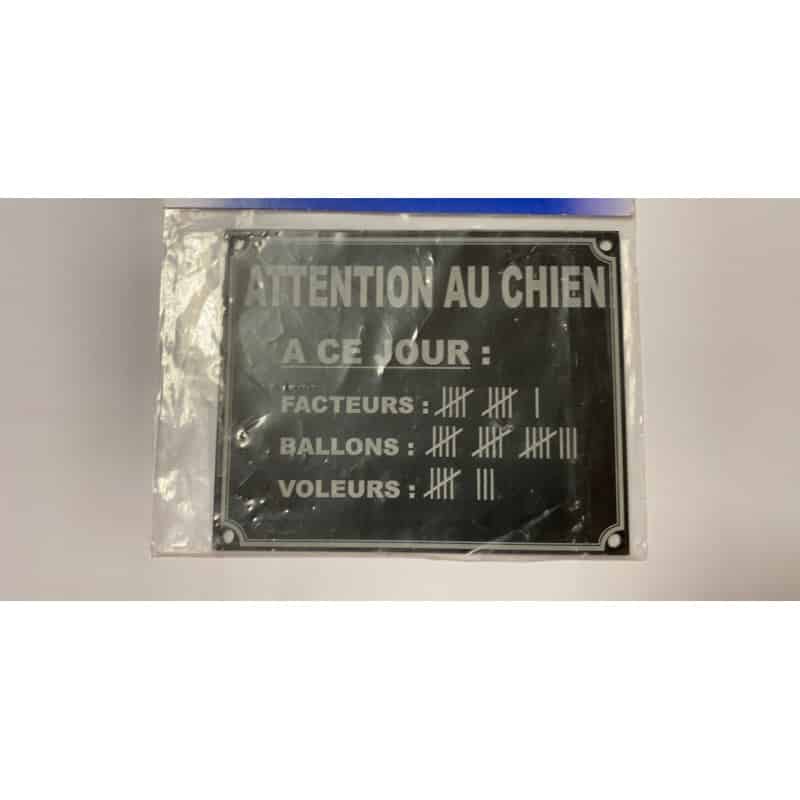 ATTENTION AU CHIEN
A CE JOUR :
FACTEURS :
BALLONS :
VOLEURS :